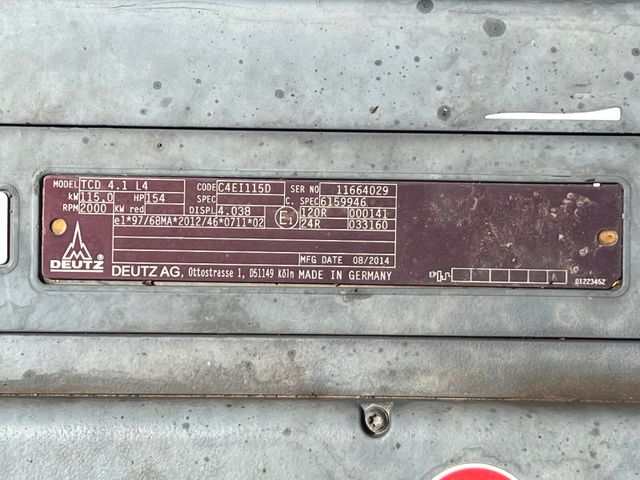 MODEL TCD 4.1 L4 CODE C4EI115D SER NO 11664029
kW 115.0 HP 154 SPEC C. SPEC 6159946
RPM 2000 KW red DISPL 4.038 E1 120R 000141
e1*97/68MA*2012/46*0711*02 24R 033160
MFG DATE 08/2014
DEUTZ ®
DEUTZ AG, Ottostrasse 1, D51149 Köln MADE IN GERMANY
EP
01223452